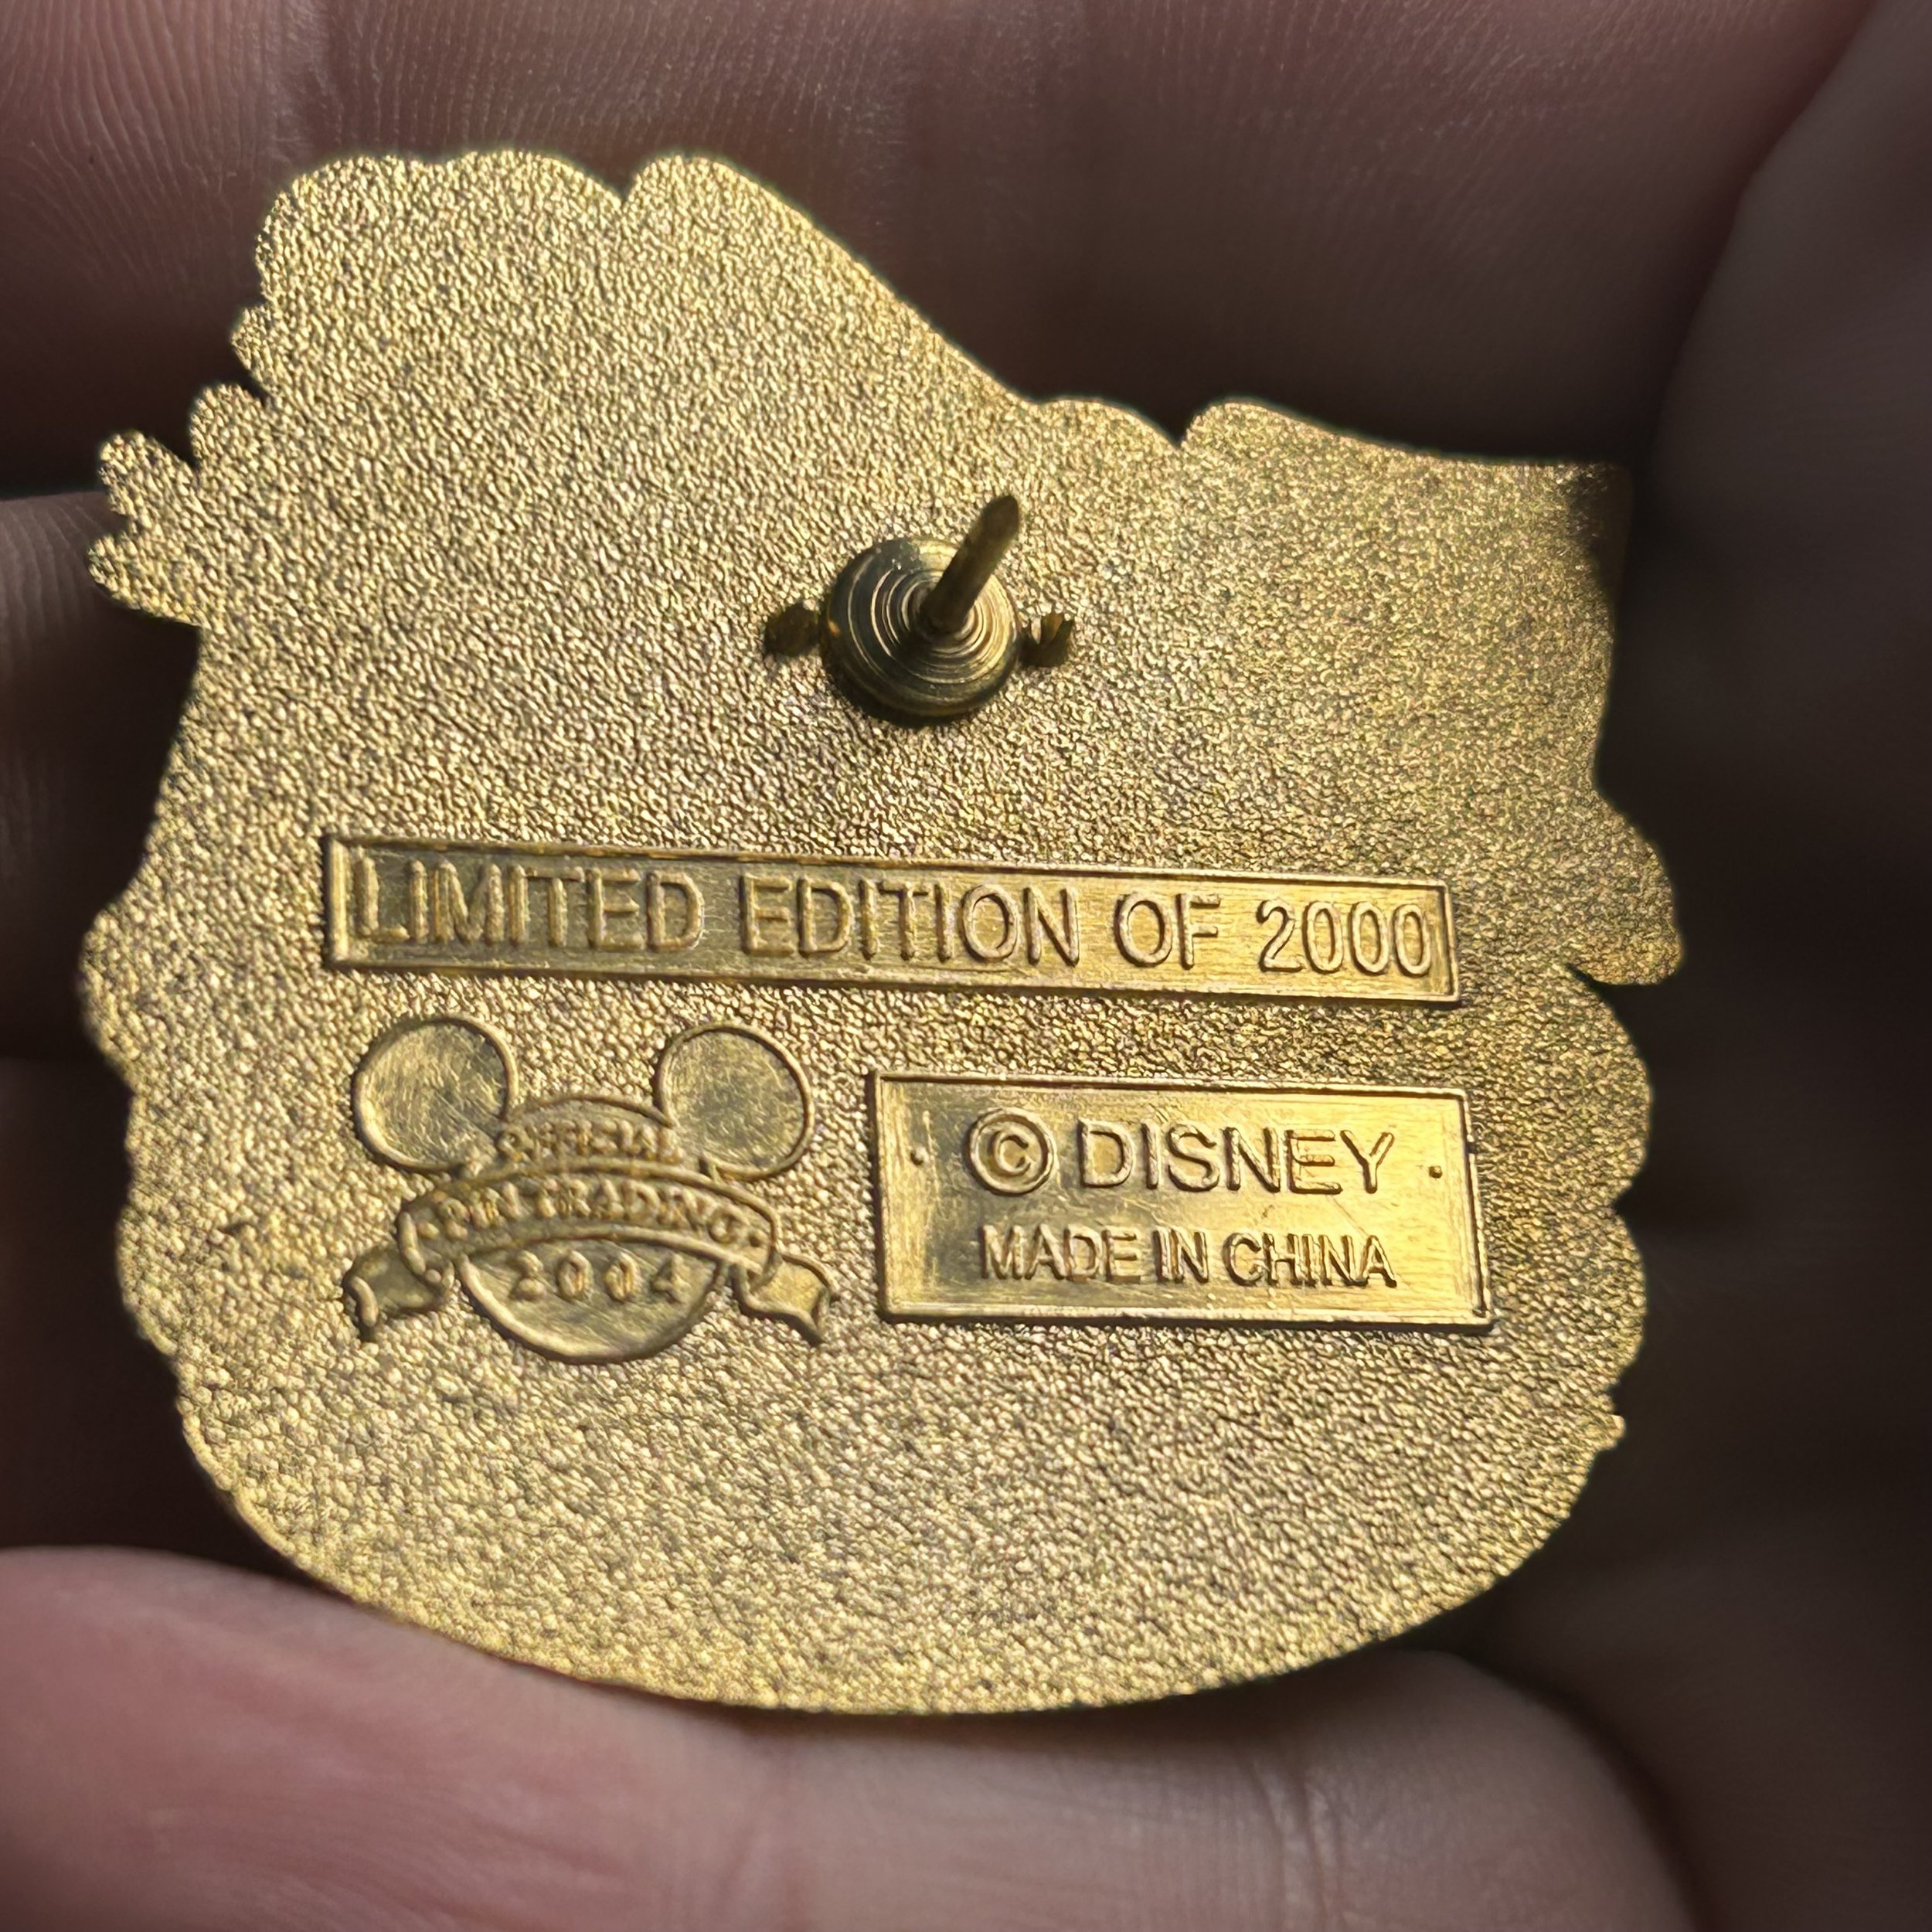 LIMITED EDITION OF 2000
OFFICIAL
·PIN TRADING·
2004
© DISNEY
MADE IN CHINA